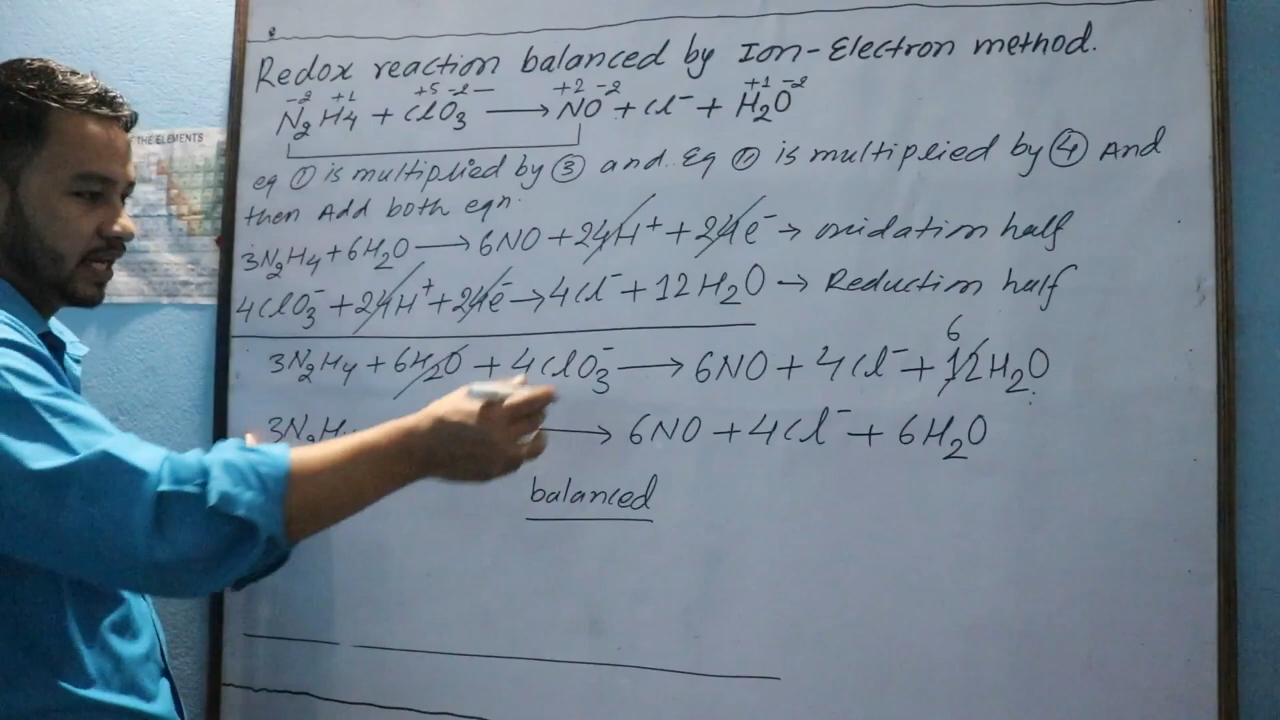 THE ELEMENTS
Redox reaction balanced by Ion-Electron method.
-2 +1 +5 -2 - +2 -2 +1 -2
N₂H₄ + ClO₃ ⟶ NO + Cl⁻ + H₂O
eq ① is multiplied by ③ and Eq ⑪ is multiplied by ④ And
then Add both eqn.
3N₂H₄ + 6H₂O ⟶ 6NO + 24H⁺ + 24e⁻ → oxidation half
4ClO₃⁻ + 24H⁺ + 24e⁻ → 4Cl⁻ + 12H₂O → Reduction half
6
3N₂H₄ + 6H₂O + 4ClO₃⁻ ⟶ 6NO + 4Cl⁻ + 12H₂O
3N₂H ⟶ 6NO + 4Cl⁻ + 6H₂O
balanced